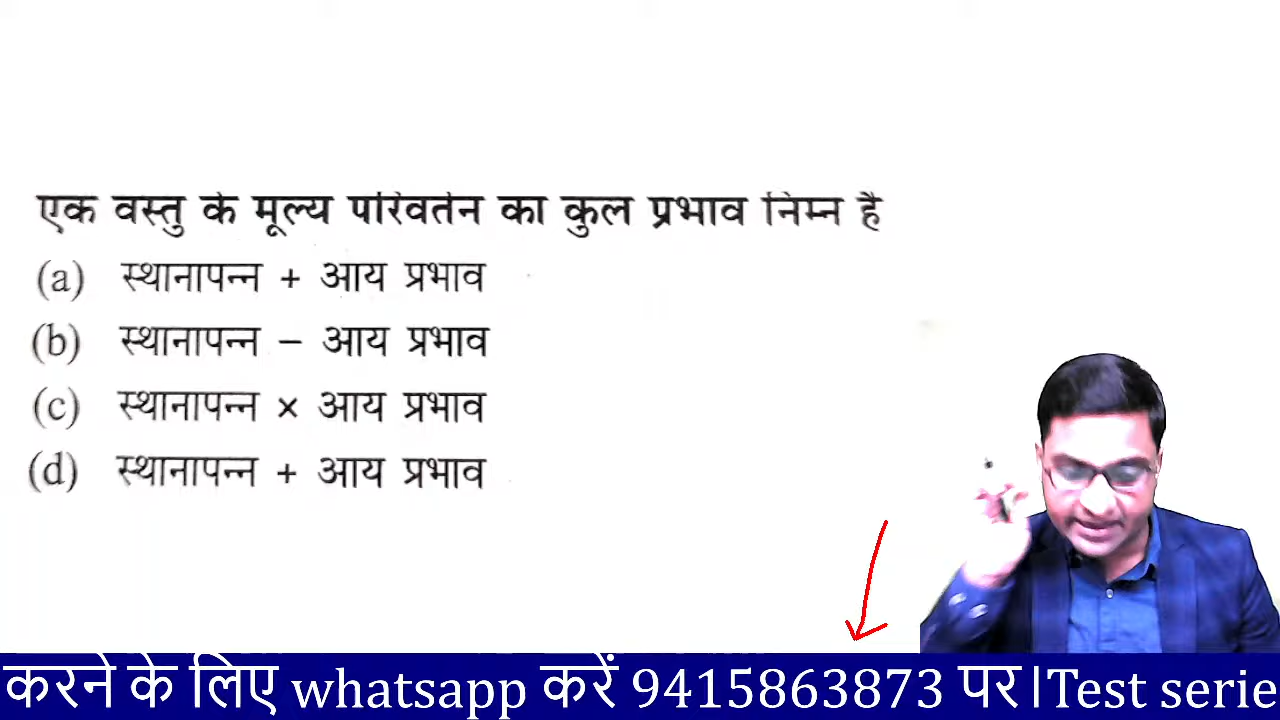 एक वस्तु के मूल्य परिवर्तन का कुल प्रभाव निम्न है
(a) स्थानापन्न + आय प्रभाव
(b) स्थानापन्न – आय प्रभाव
(c) स्थानापन्न × आय प्रभाव
(d) स्थानापन्न + आय प्रभाव
करने के लिए whatsapp करें 9415863873 पर।Test serie